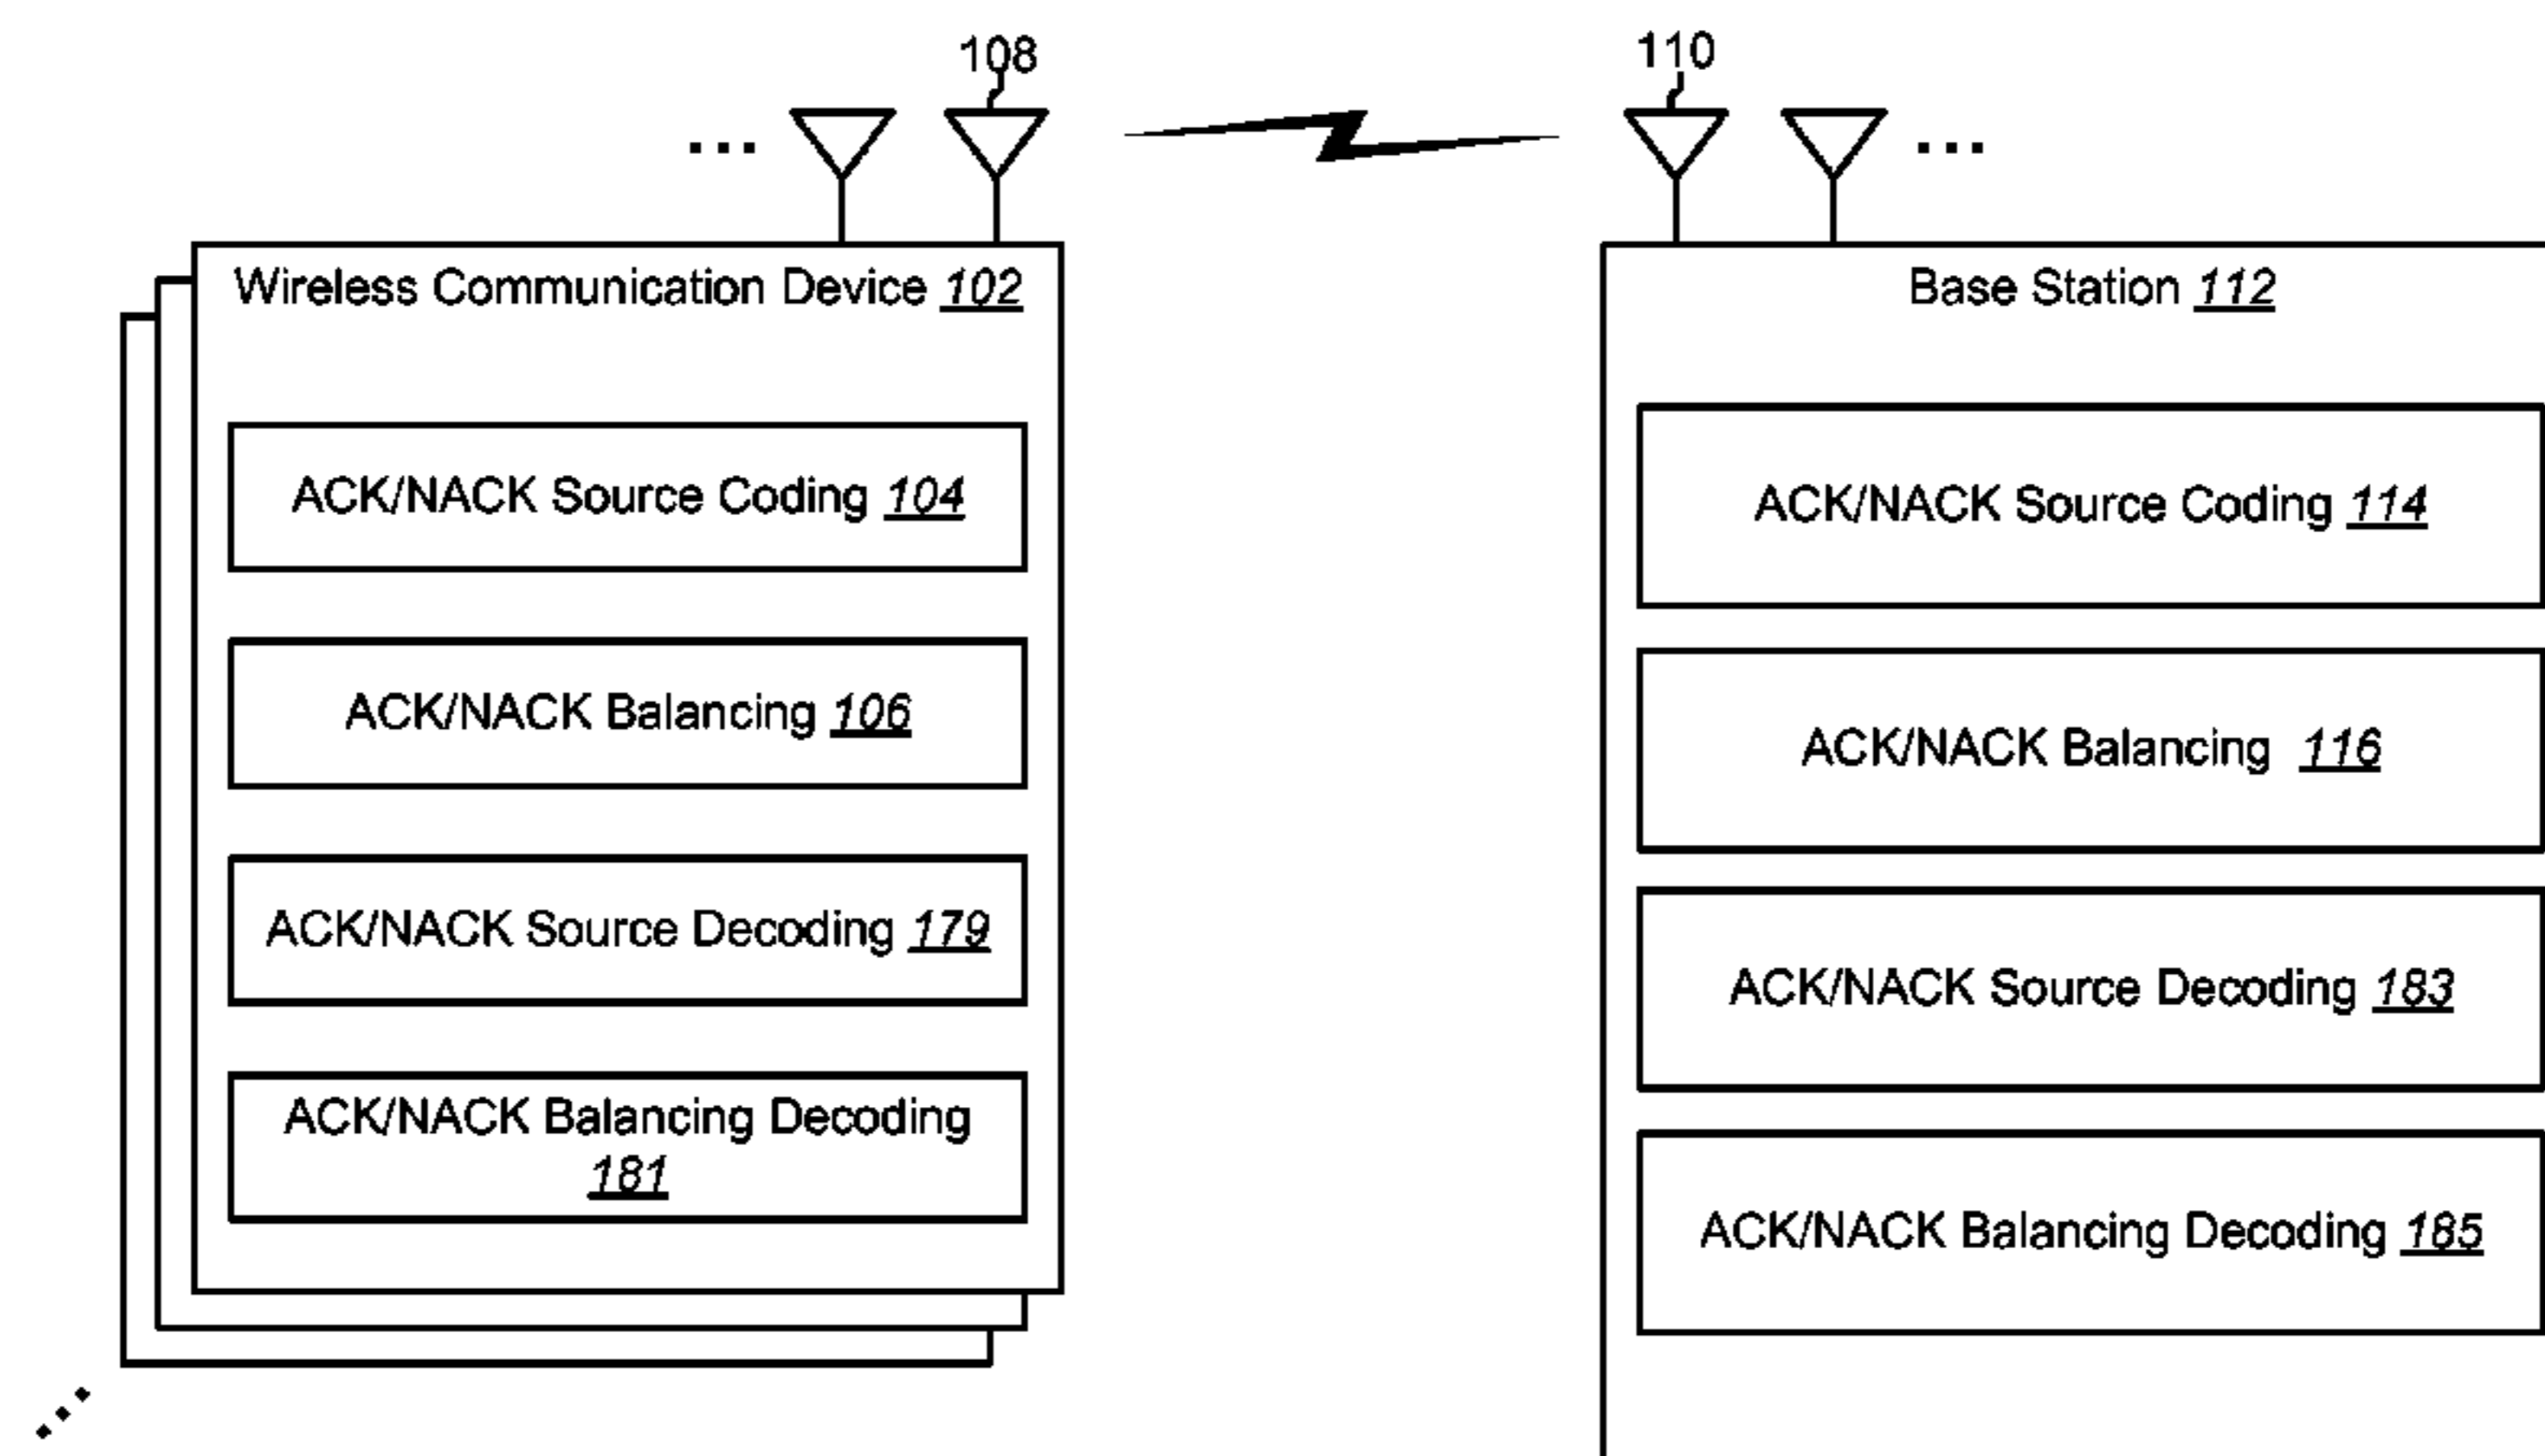 108
110
Wireless Communication Device 102
ACK/NACK Source Coding 104
ACK/NACK Balancing 106
ACK/NACK Source Decoding 179
ACK/NACK Balancing Decoding
181
Base Station 112
ACK/NACK Source Coding 114
ACK/NACK Balancing 116
ACK/NACK Source Decoding 183
ACK/NACK Balancing Decoding 185